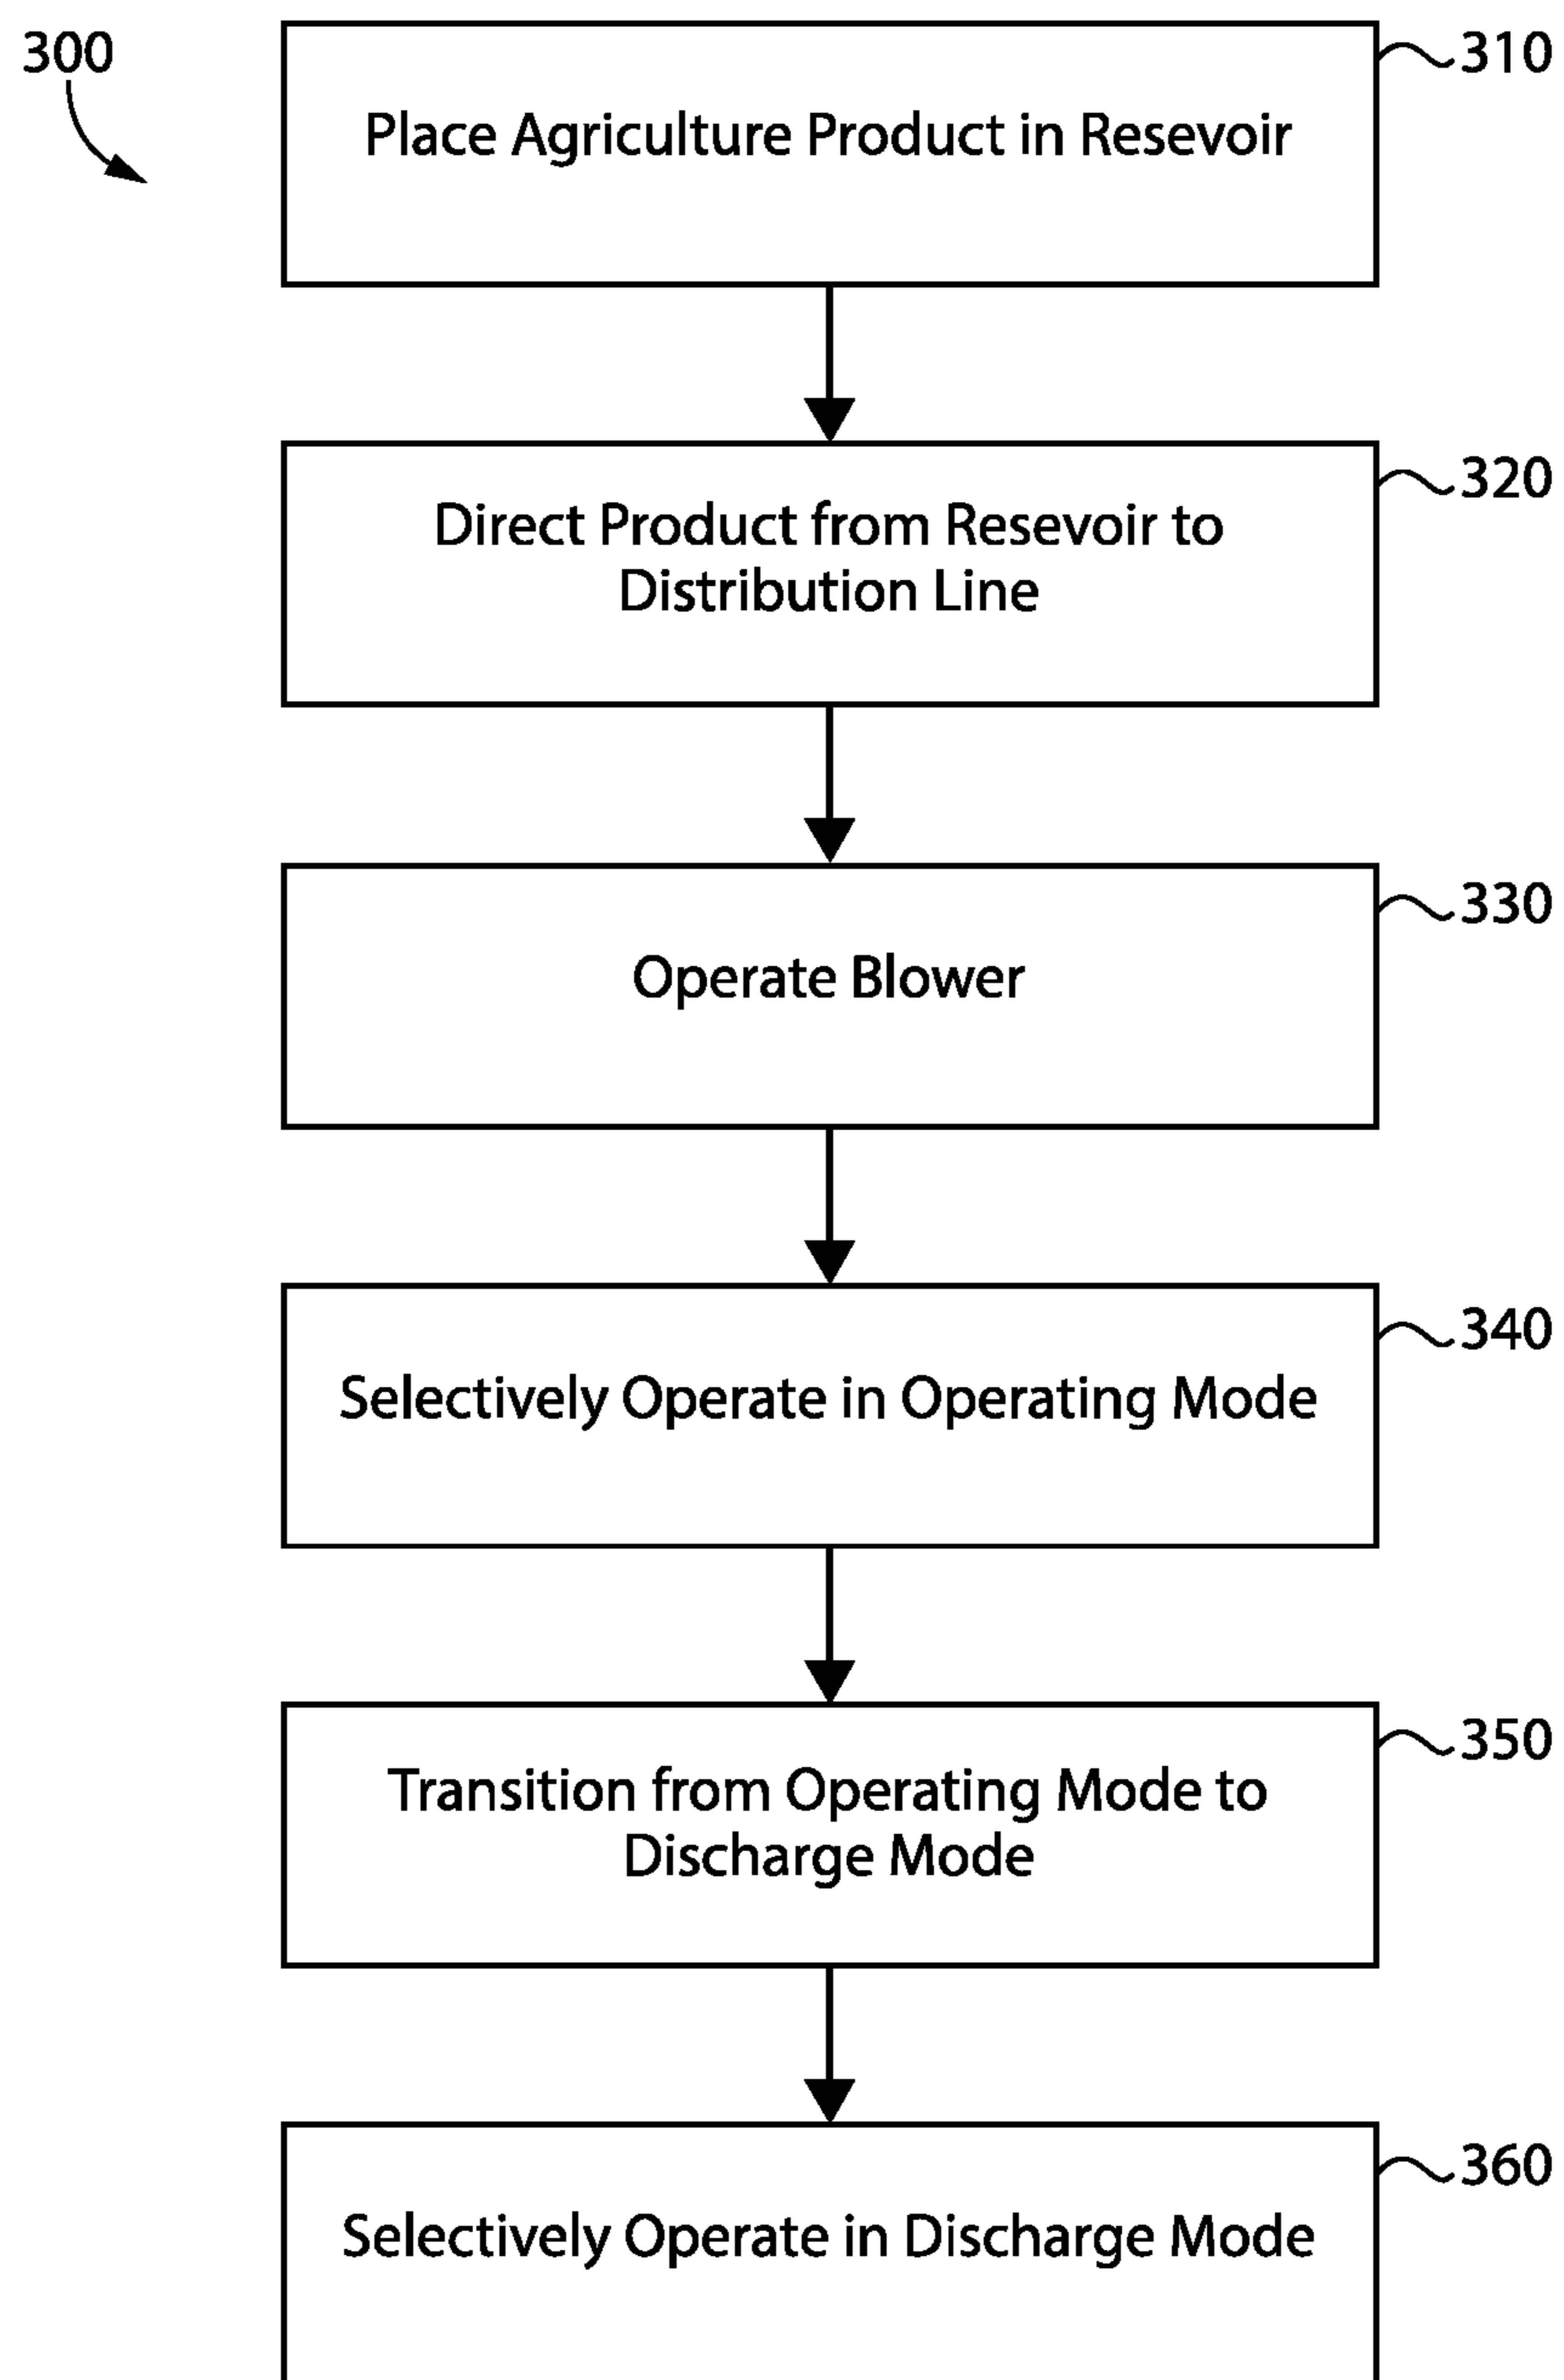 300
310
Place Agriculture Product in Resevoir
320
Direct Product from Resevoir to
Distribution Line
330
Operate Blower
340
Selectively Operate in Operating Mode
350
Transition from Operating Mode to
Discharge Mode
360
Selectively Operate in Discharge Mode